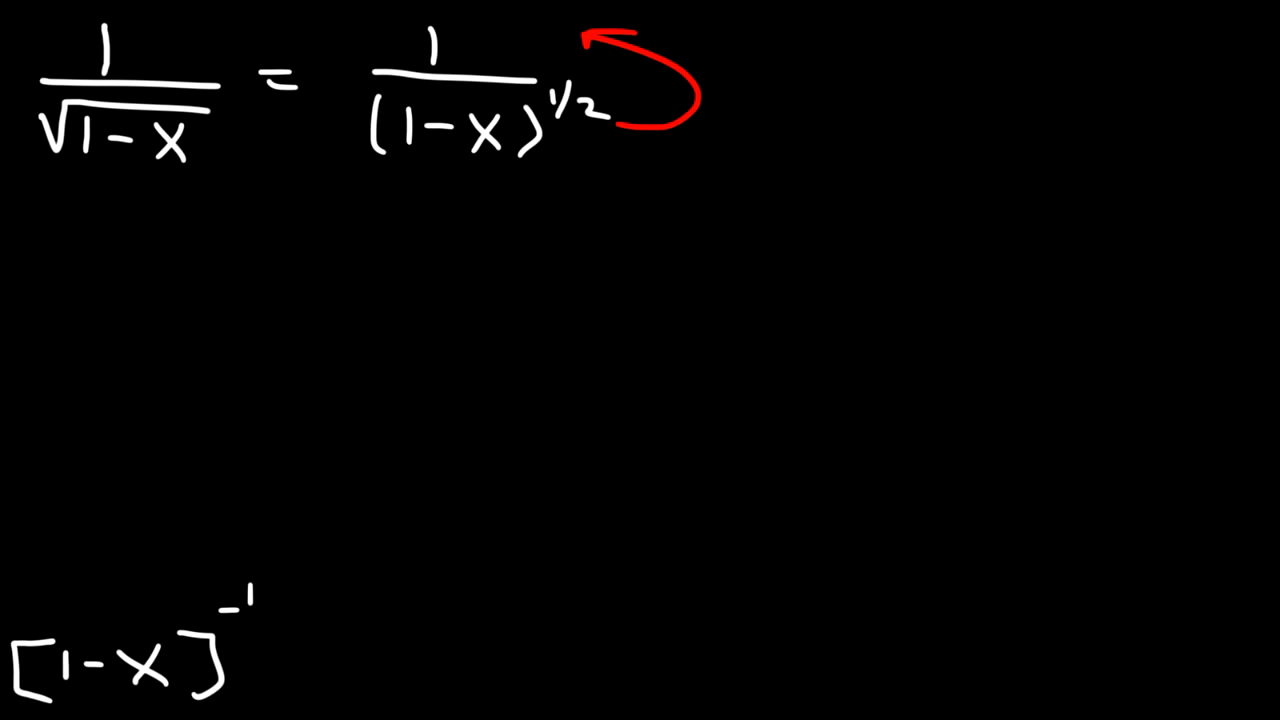 1/√(1-x) = 1/(1-x)^1/2
[1-x]^-1